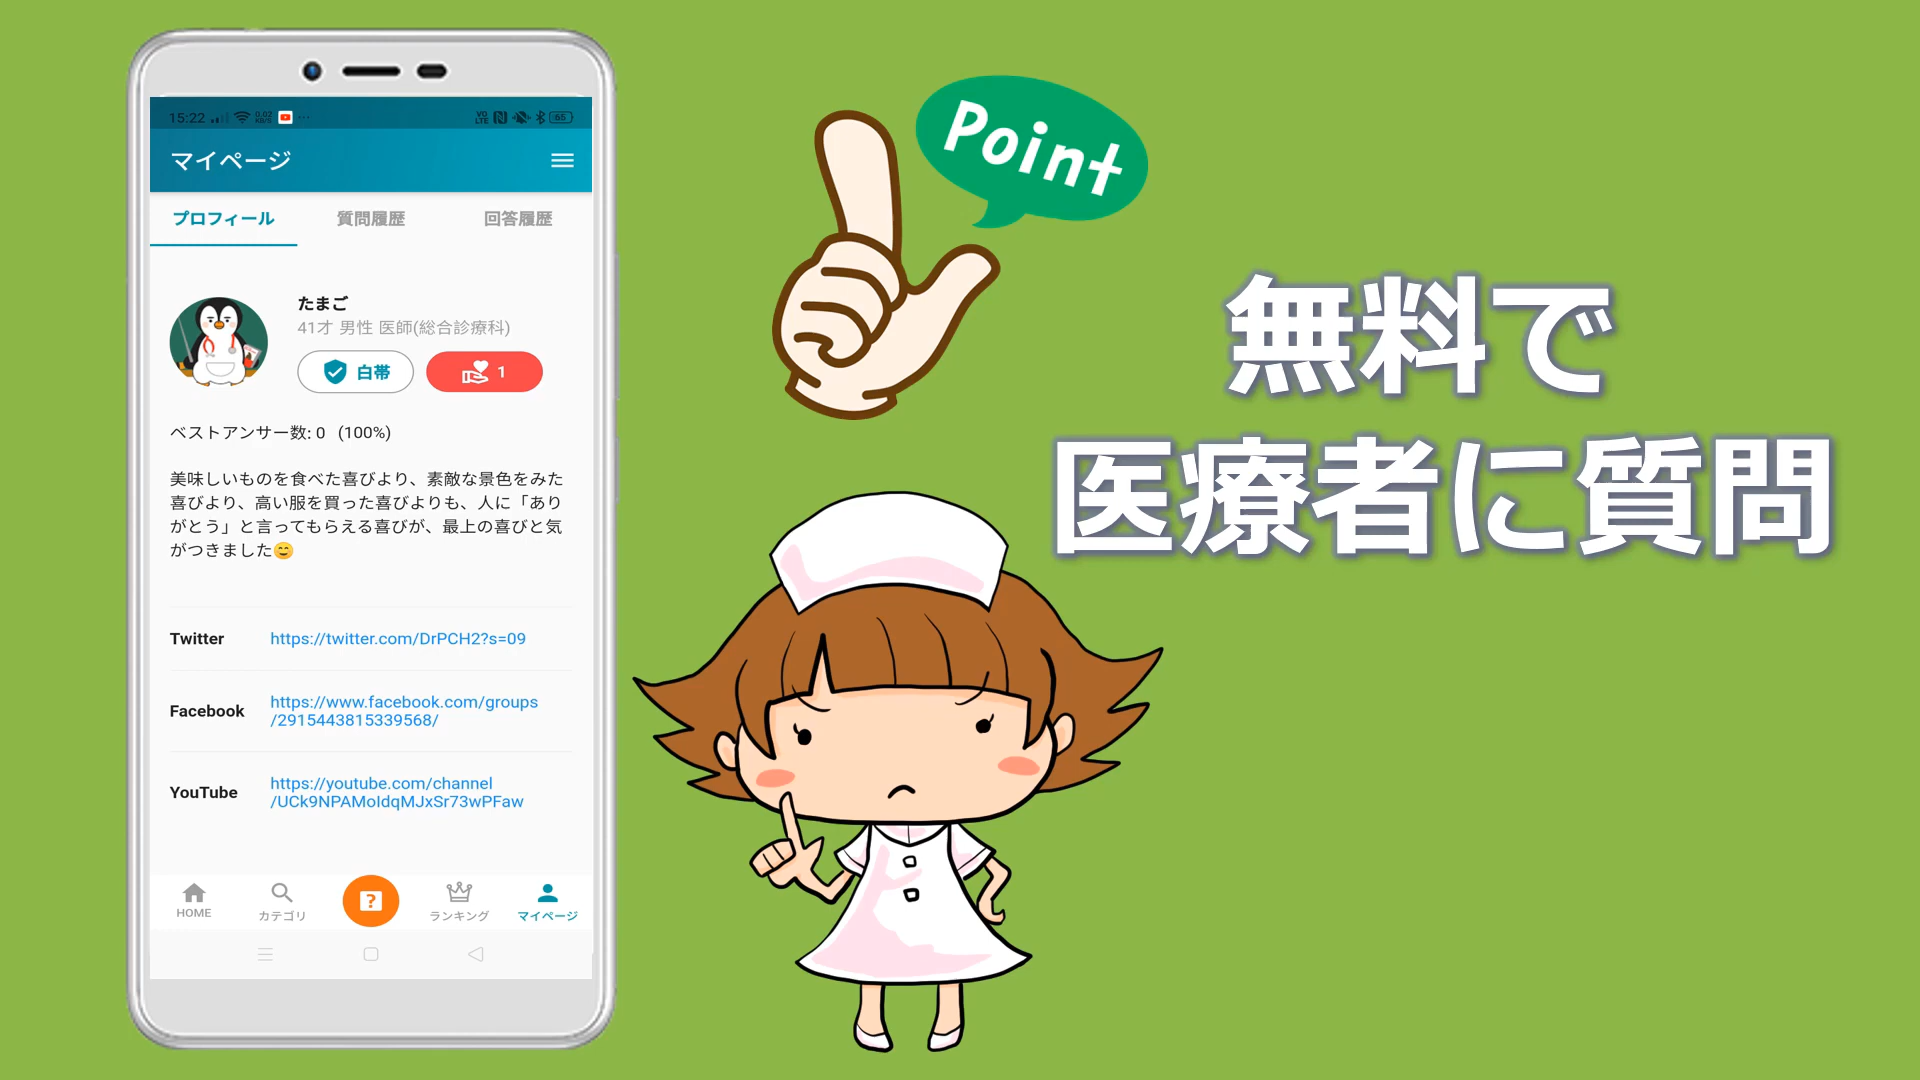 15:22
0.02
KB/S
VO
LTE
65
マイページ
プロフィール
質問履歴
回答履歴
たまご
41才 男性 医師(総合診療科)
白帯
1
ベストアンサー数: 0 (100%)
美味しいものを食べた喜びより、素敵な景色をみた
喜びより、高い服を買った喜びよりも、人に「あり
がとう」と言ってもらえる喜びが、最上の喜びと気
がつきました😊
Twitter
https://twitter.com/DrPCH2?s=09
Facebook
https://www.facebook.com/groups
/2915443815339568/
YouTube
https://youtube.com/channel
/UCk9NPAMoIdqMJxSr73wPFaw
HOME
カテゴリ
?
ランキング
マイページ
Point
無料で
医療者に質問